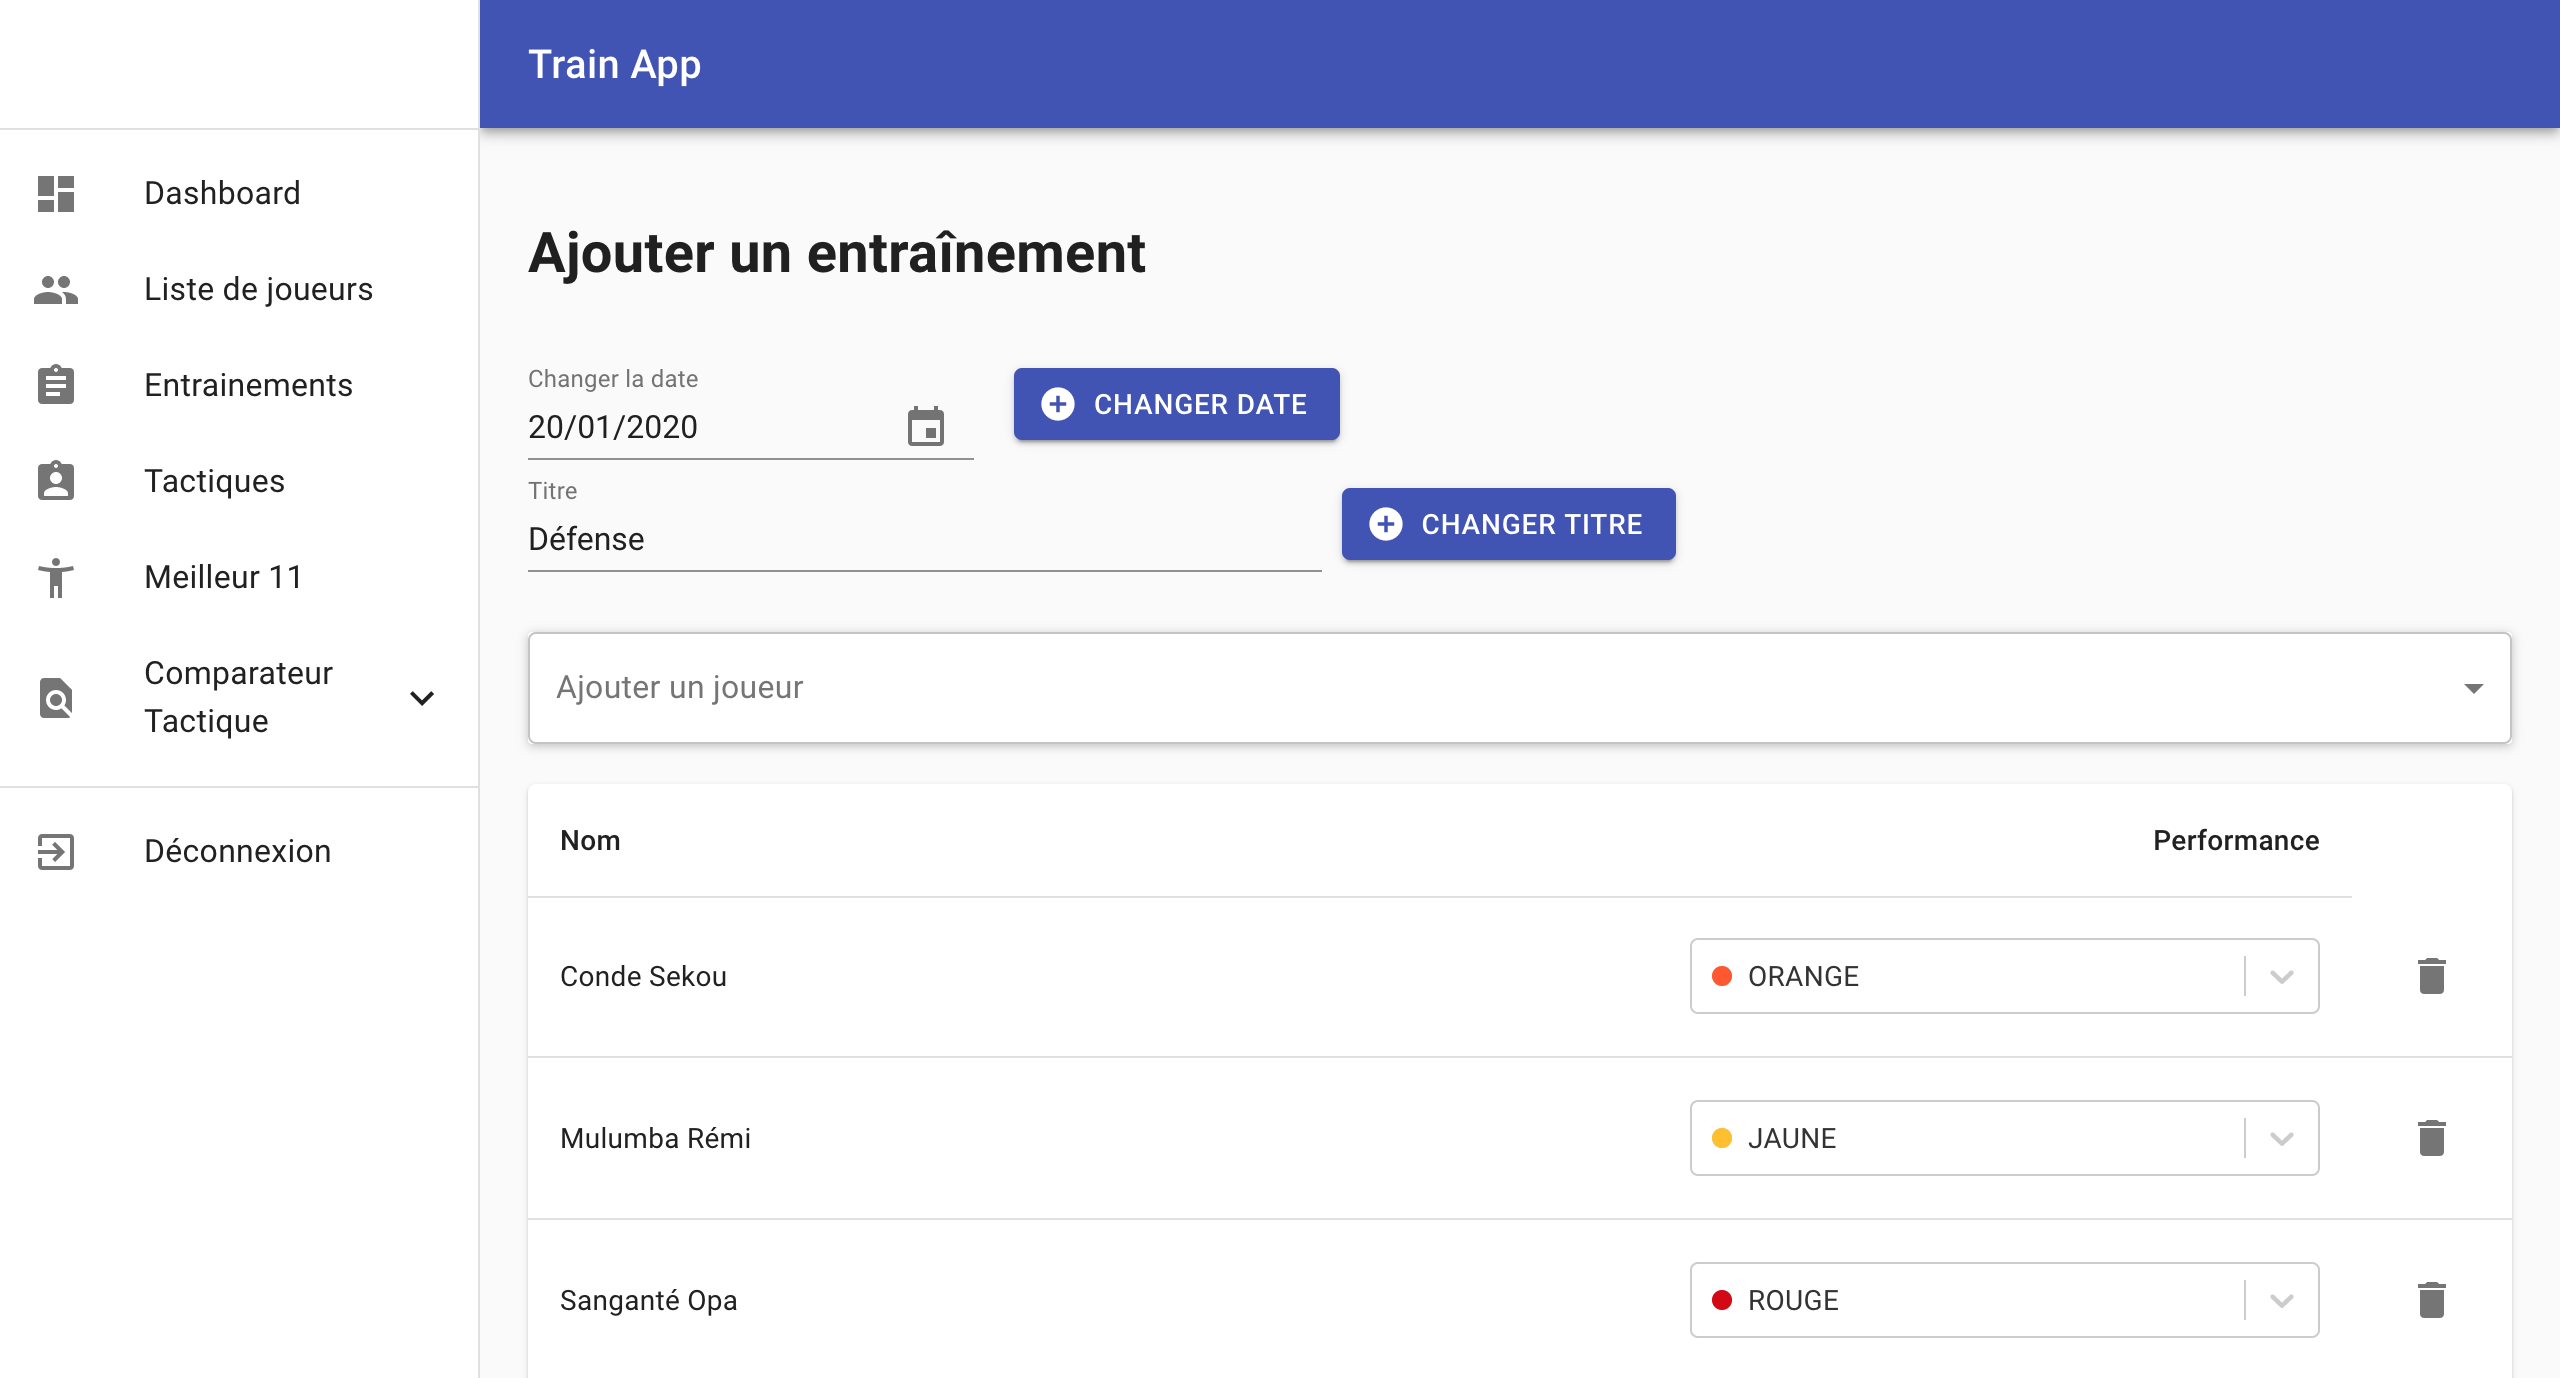 Train App
Dashboard
Liste de joueurs
Entrainements
Tactiques
Meilleur 11
Comparateur
Tactique
Déconnexion
Ajouter un entraînement
Changer la date
20/01/2020
CHANGER DATE
Titre
Défense
CHANGER TITRE
Ajouter un joueur
Nom Performance
Conde Sekou ORANGE
Mulumba Rémi JAUNE
Sanganté Opa ROUGE